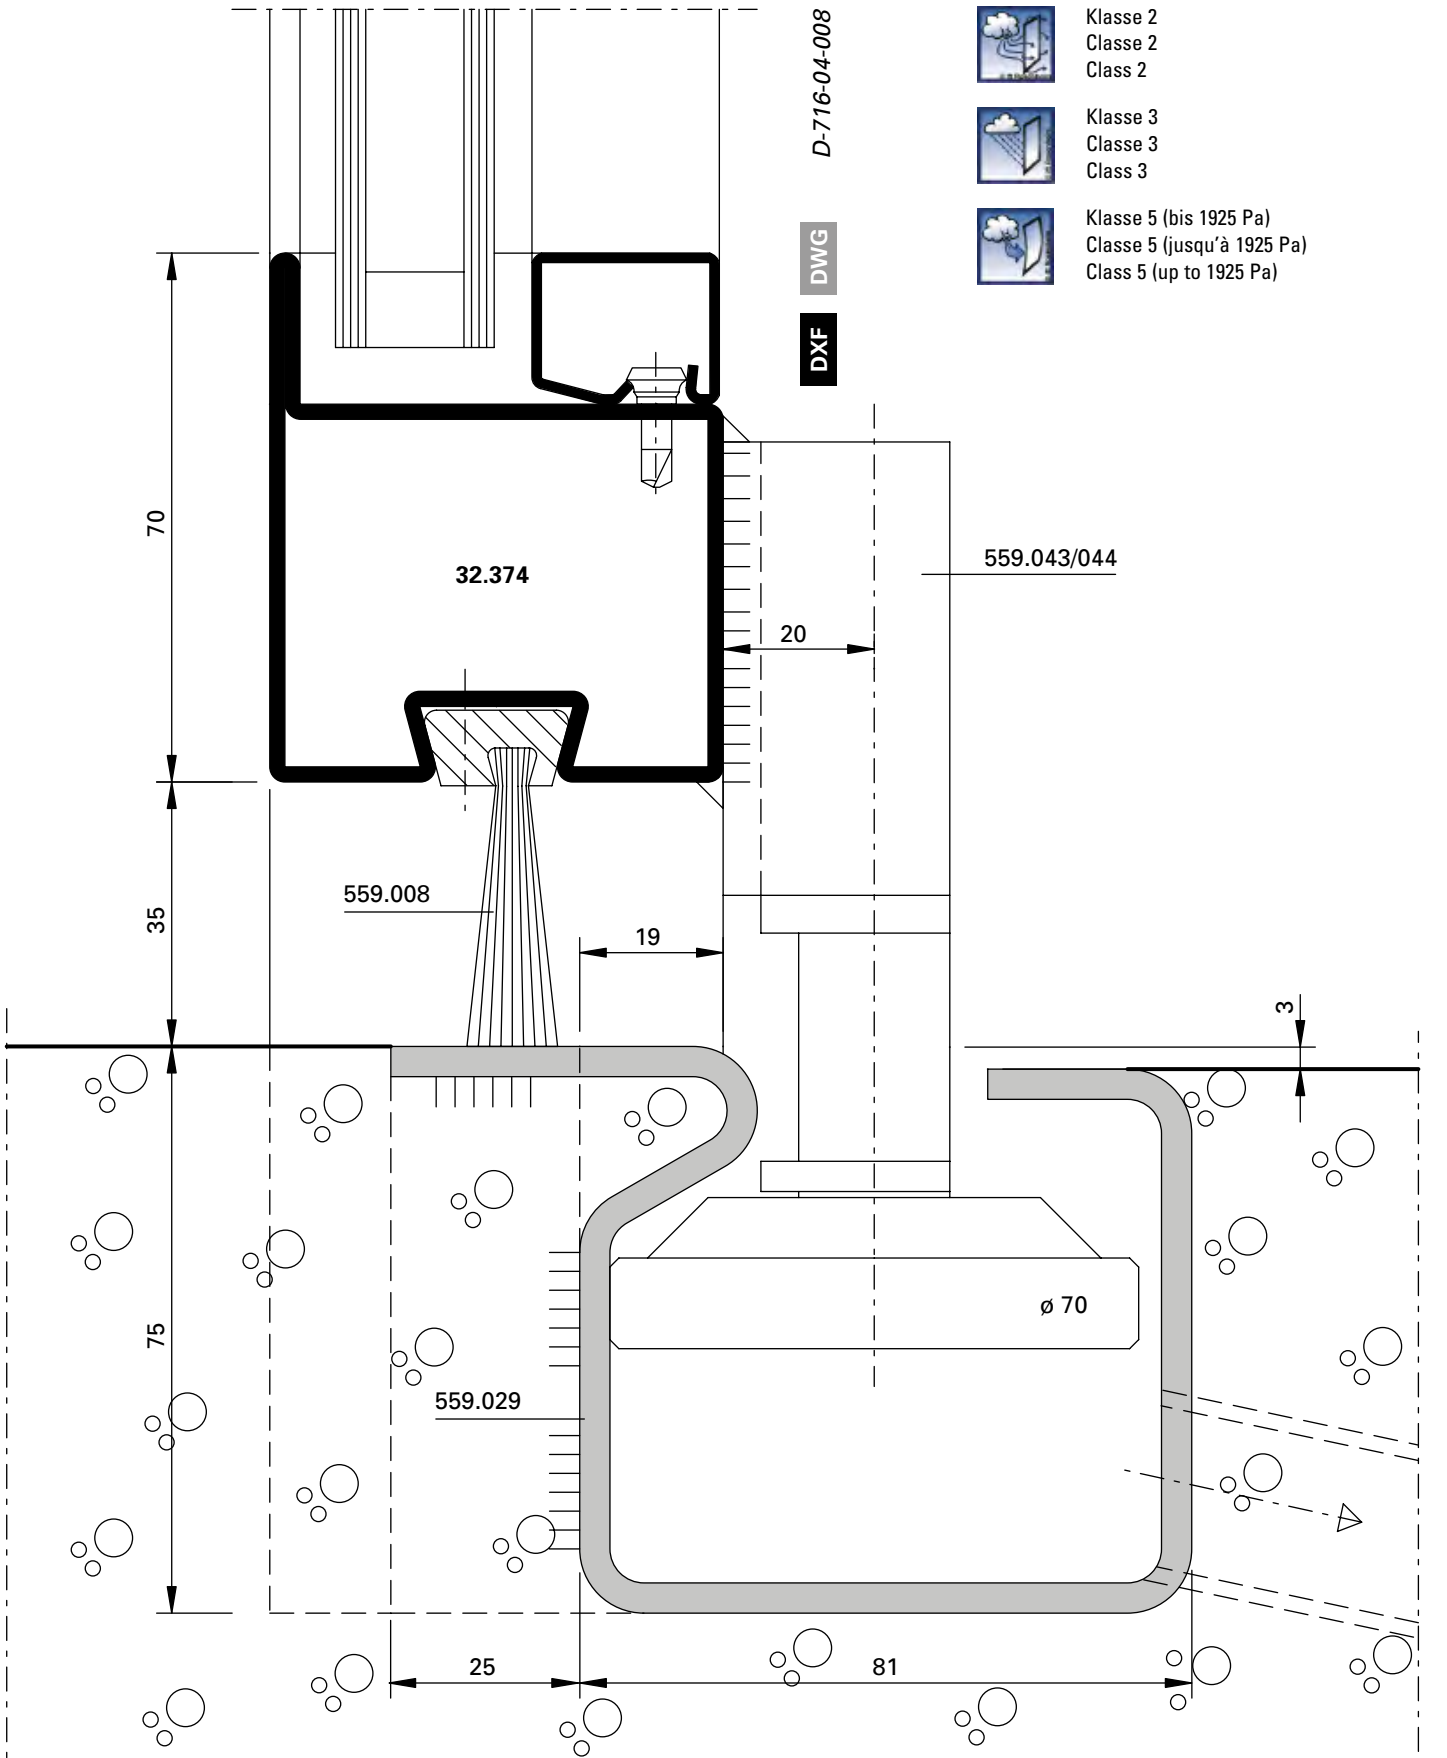 D-716-04-008
DWG
DXF
Klasse 2
Classe 2
Class 2
Klasse 3
Classe 3
Class 3
Klasse 5 (bis 1925 Pa)
Classe 5 (jusqu'à 1925 Pa)
Class 5 (up to 1925 Pa)
70
32.374
559.043/044
20
559.008
35
19
3
75
ø 70
559.029
25
81